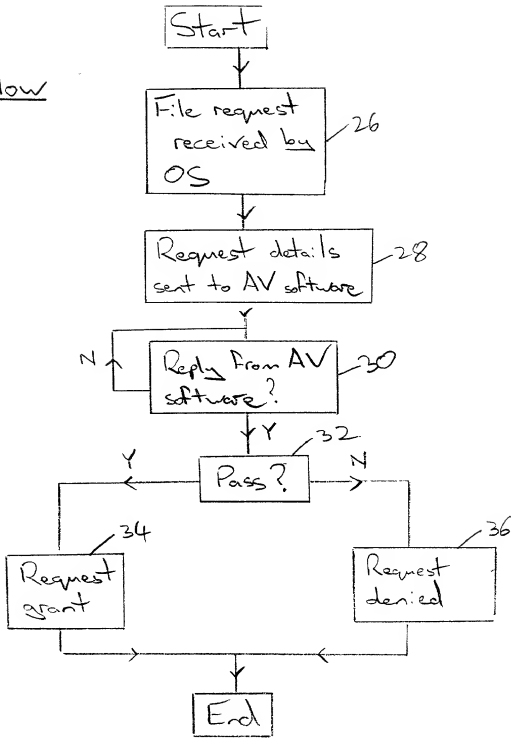 Start
File request
received by
OS
26
Request details
sent to AV software
28
N
Reply from AV
software?
30
Y
32
Y
Pass?
N
34
Request
grant
36
Request
denied
End